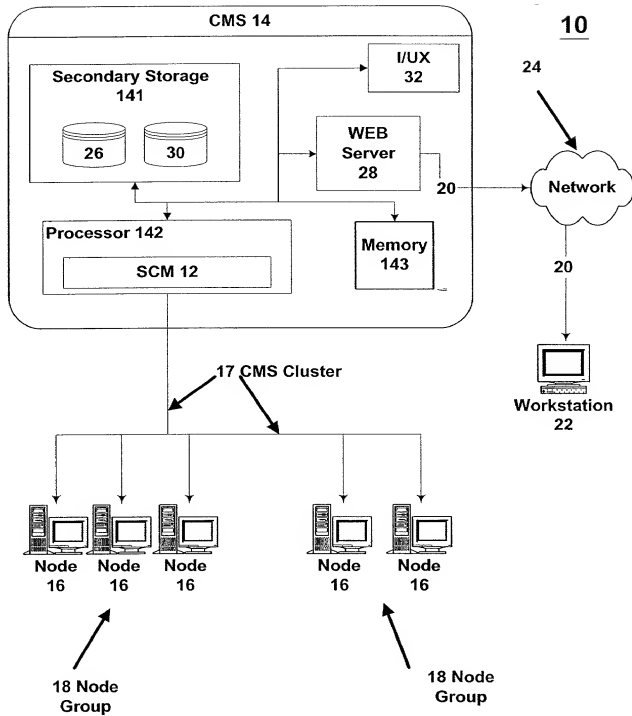 CMS 14
10
Secondary Storage
141
26
30
I/UX
32
WEB
Server
28
20
24
Network
Processor 142
SCM 12
Memory
143
20
Workstation
22
17 CMS Cluster
Node
16
Node
16
Node
16
Node
16
Node
16
18 Node
Group
18 Node
Group